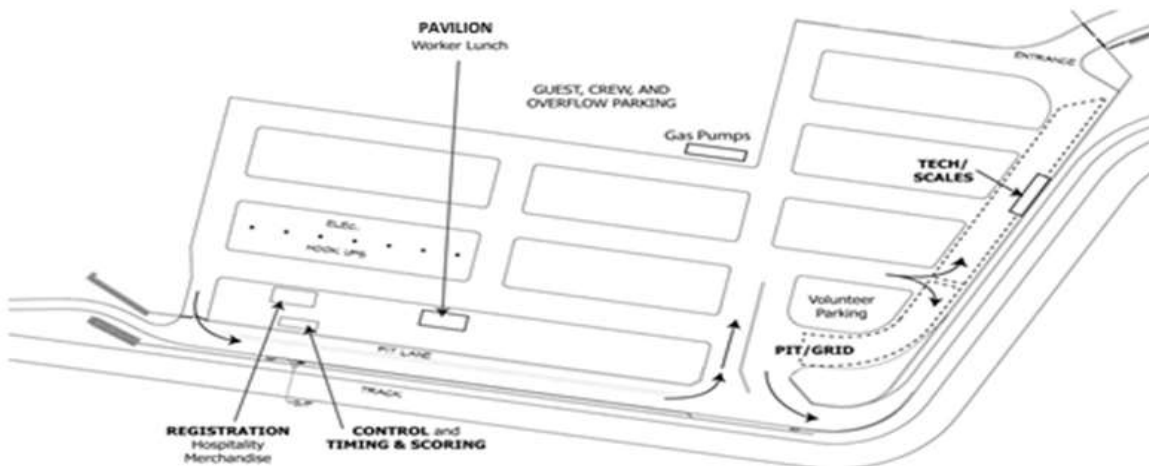 PAVILION
Worker Lunch
GUEST, CREW, AND
OVERFLOW PARKING
Gas Pumps
ENTRANCE
TECH/
SCALES
ELEC.
HOOK UPS
Volunteer
Parking
PIT/GRID
PIT LANE
TRACK
REGISTRATION
Hospitality
Merchandise
CONTROL and
TIMING & SCORING